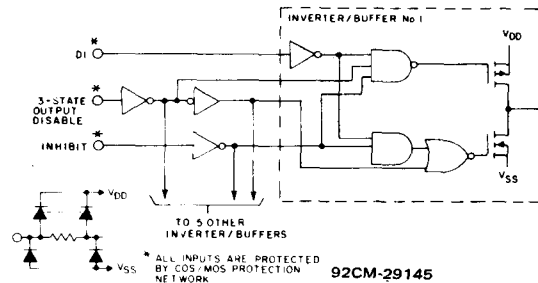 INVERTER/BUFFER No 1
*
D1
VDD
*
3-STATE
OUTPUT
DISABLE
*
INHIBIT
VSS
TO 5 OTHER
INVERTER/BUFFERS
VDD
VSS
* ALL INPUTS ARE PROTECTED
BY COS/MOS PROTECTION
NETWORK
92CM-29145